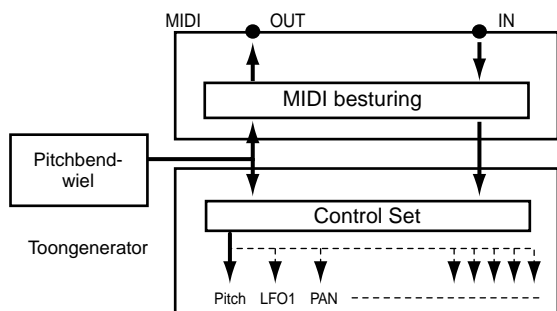 MIDI OUT IN
MIDI besturing
Pitchbend-
wiel
Control Set
Toongenerator
Pitch LFO1 PAN